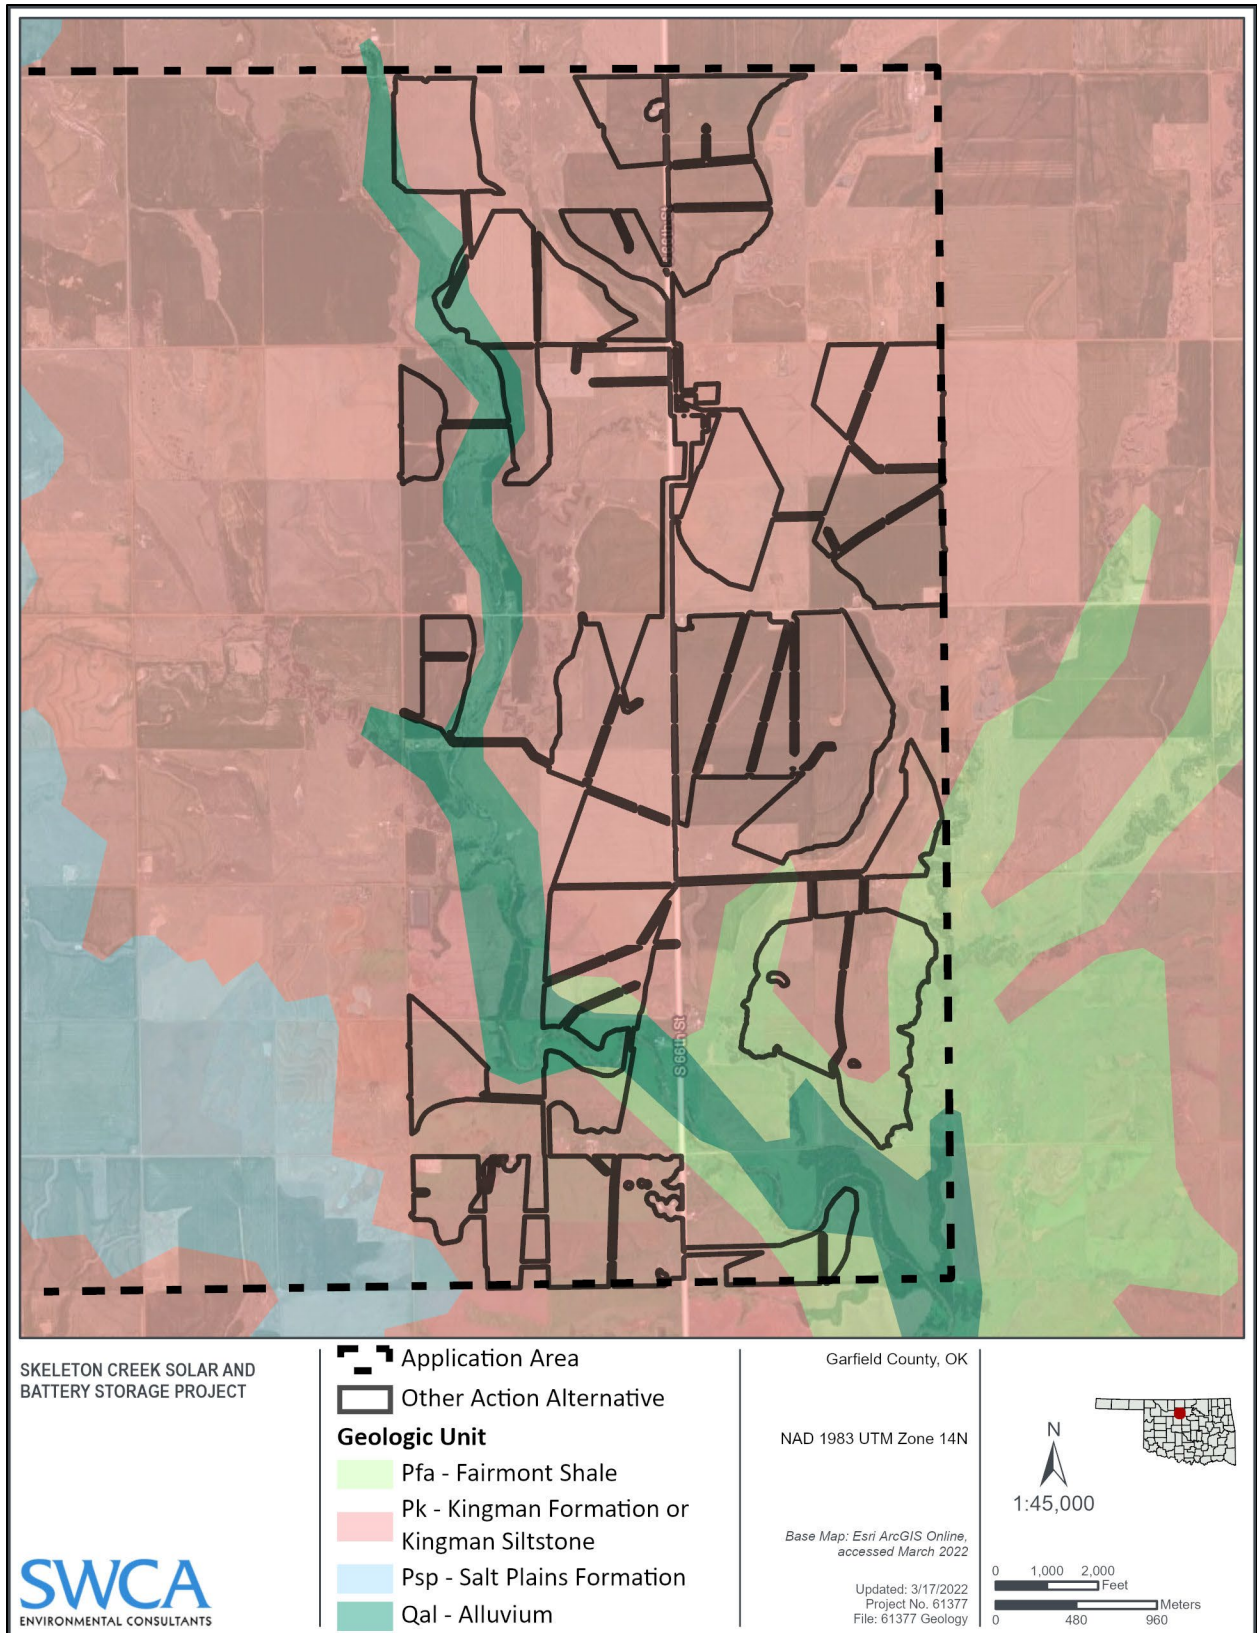 S 66th St
S 66th St
SKELETON CREEK SOLAR AND
BATTERY STORAGE PROJECT
SWCA
ENVIRONMENTAL CONSULTANTS
Application Area
Other Action Alternative
Geologic Unit
Pfa - Fairmont Shale
Pk - Kingman Formation or
Kingman Siltstone
Psp - Salt Plains Formation
Qal - Alluvium
Garfield County, OK
NAD 1983 UTM Zone 14N
Base Map: Esri ArcGIS Online,
accessed March 2022
Updated: 3/17/2022
Project No. 61377
File: 61377 Geology
N
1:45,000
0 1,000 2,000
Feet
Meters
0 480 960